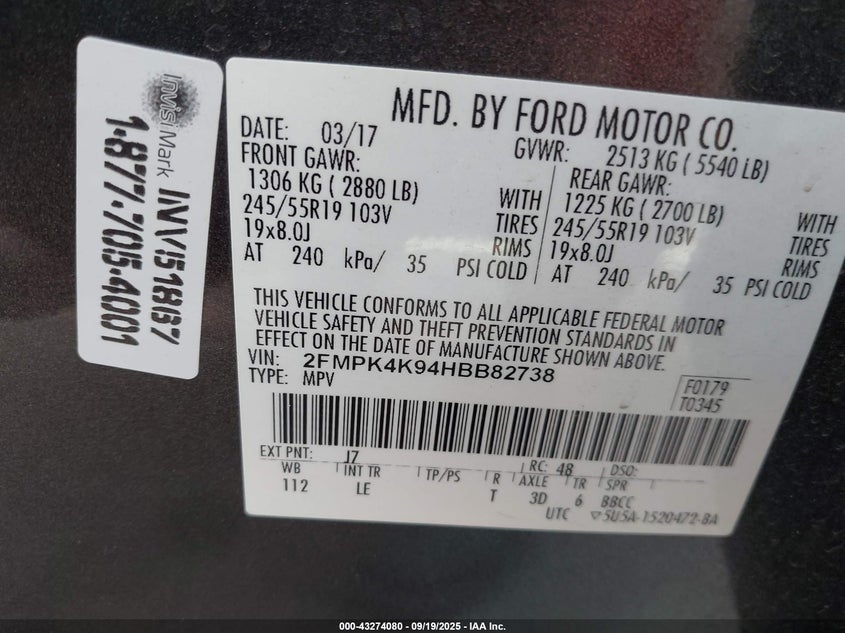 InvisiMark INV1518i37
1-877-705-4001
MFD. BY FORD MOTOR CO.
DATE: 03/17 GVWR: 2513 KG ( 5540 LB)
FRONT GAWR: REAR GAWR:
1306 KG ( 2880 LB) WITH 1225 KG ( 2700 LB) WITH
245/55R19 103V TIRES 245/55R19 103V TIRES
19x8.0J RIMS 19x8.0J RIMS
AT 240 kPa/ 35 PSI COLD AT 240 kPa/ 35 PSI COLD
THIS VEHICLE CONFORMS TO ALL APPLICABLE FEDERAL MOTOR
VEHICLE SAFETY AND THEFT PREVENTION STANDARDS IN
EFFECT ON THE DATE OF MANUFACTURE SHOWN ABOVE.
VIN: 2FMPK4K94HBB82738
TYPE: MPV
F0179
T0345
EXT PNT: J7 RC: 48 DSO:
WB INT TR TP/PS R AXLE TR SPR
112 LE T 3D 6 BBCC
UTC ▽5U5A-1520472-BA
000-43274080 - 09/19/2025 - IAA Inc.